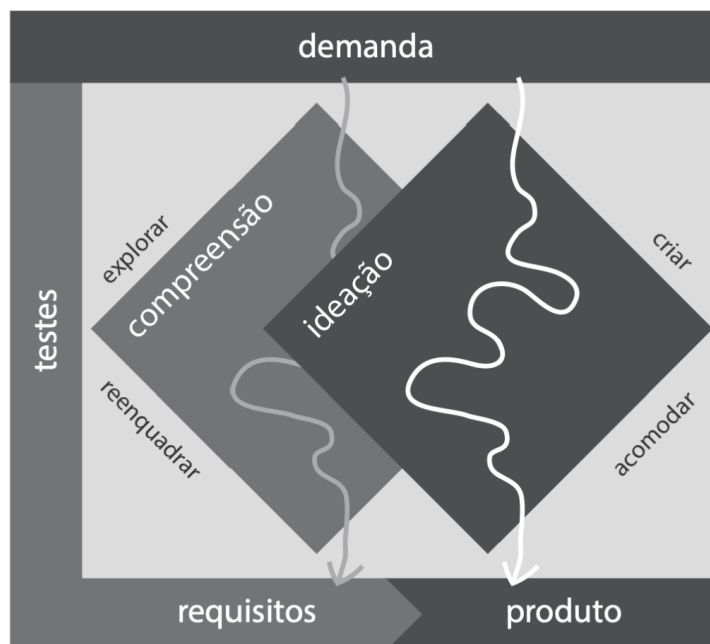 demanda
explorar
compreensão
ideação
criar
testes
reenquadrar
acomodar
requisitos
produto